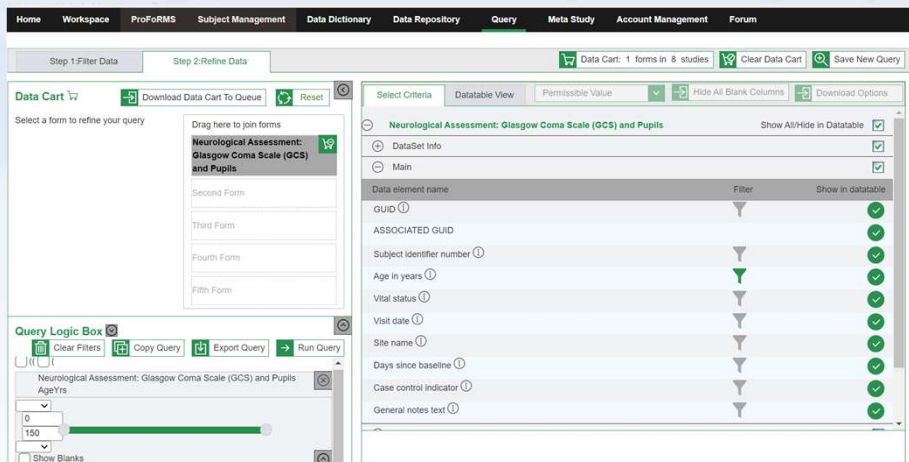 Home Workspace ProFoRMS Subject Management Data Dictionary Data Repository Query Meta Study Account Management Forum
Step 1:Filter Data Step 2:Refine Data
Data Cart: 1 forms in 8 studies Clear Data Cart Save New Query
Data Cart Download Data Cart To Queue Reset
Select a form to refine your query
Drag here to join forms
Neurological Assessment:
Glasgow Coma Scale (GCS)
and Pupils
Second Form
Third Form
Fourth Form
Fifth Form
Query Logic Box
Clear Filters Copy Query Export Query Run Query
((
(
Neurological Assessment: Glasgow Coma Scale (GCS) and Pupils
AgeYrs
0
150
Show Blanks
Select Criteria Datatable View Permissible Value Hide All Blank Columns Download Options
Neurological Assessment: Glasgow Coma Scale (GCS) and Pupils Show All/Hide in Datatable
DataSet Info
Main
Data element name Filter Show in datatable
GUID
ASSOCIATED GUID
Subject identifier number
Age in years
Vital status
Visit date
Site name
Days since baseline
Case control indicator
General notes text